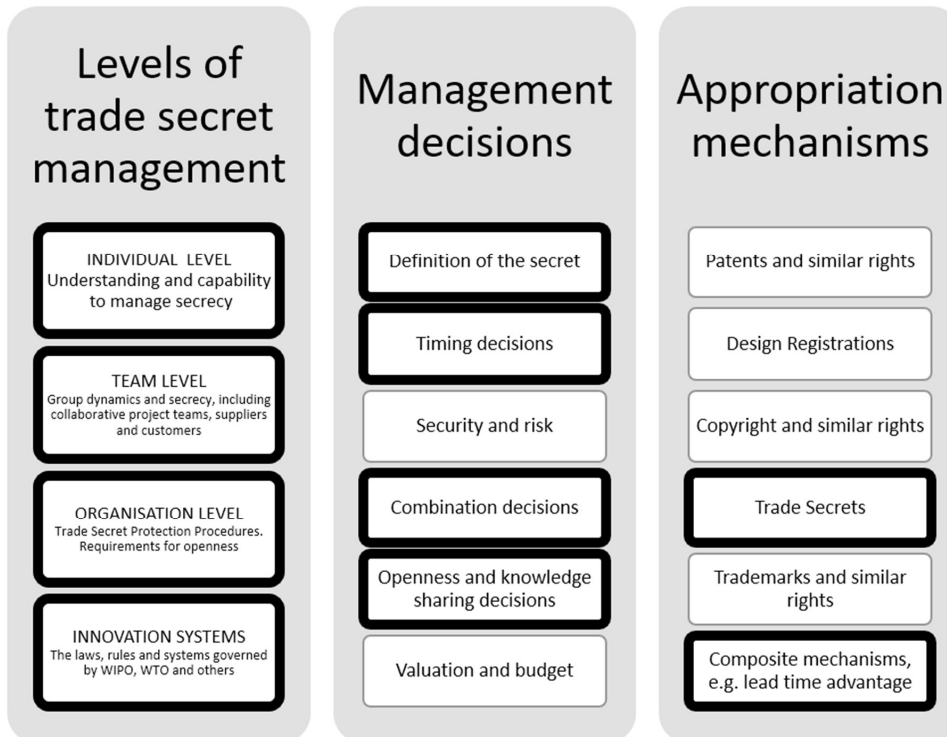 Levels of
trade secret
management
INDIVIDUAL LEVEL
Understanding and capability
to manage secrecy
TEAM LEVEL
Group dynamics and secrecy, including
collaborative project teams, suppliers
and customers
ORGANISATION LEVEL
Trade Secret Protection Procedures.
Requirements for openness
INNOVATION SYSTEMS
The laws, rules and systems governed
by WIPO, WTO and others
Management
decisions
Definition of the secret
Timing decisions
Security and risk
Combination decisions
Openness and knowledge
sharing decisions
Valuation and budget
Appropriation
mechanisms
Patents and similar rights
Design Registrations
Copyright and similar rights
Trade Secrets
Trademarks and similar
rights
Composite mechanisms,
e.g. lead time advantage